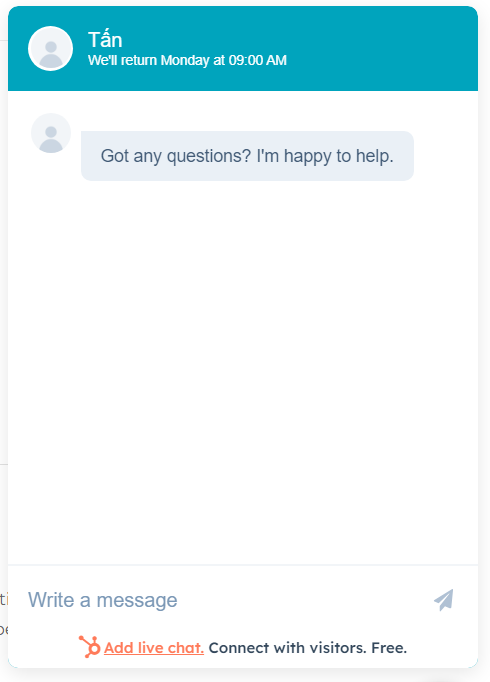 Tấn
We'll return Monday at 09:00 AM
Got any questions? I'm happy to help.
Write a message
Add live chat. Connect with visitors. Free.